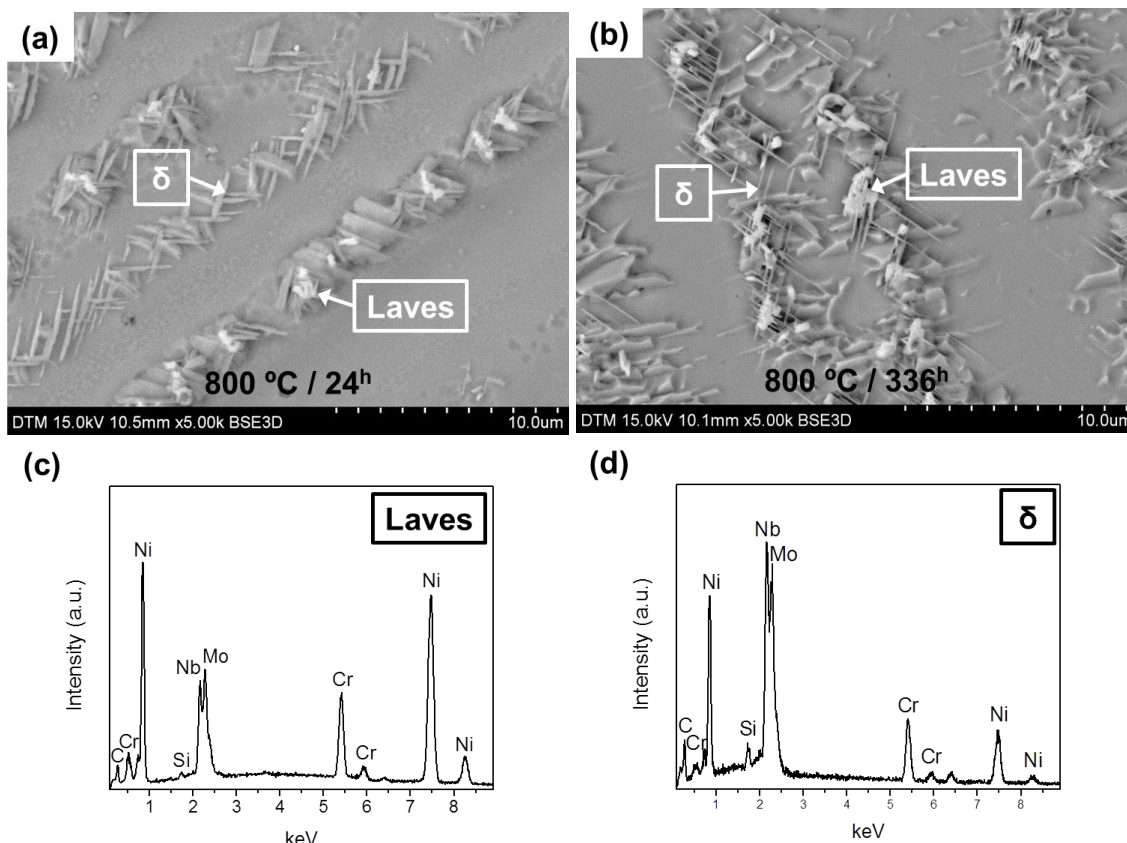 (a)
δ
Laves
800 ºC / 24ʰ
DTM 15.0kV 10.5mm x5.00k BSE3D 10.0um
(b)
δ
Laves
800 ºC / 336ʰ
DTM 15.0kV 10.1mm x5.00k BSE3D 10.0um
(c)
Laves
Intensity (a.u.)
C
Cr
Ni
Si
Nb
Mo
Cr
Cr
Ni
Ni
1 2 3 4 5 6 7 8
keV
(d)
δ
Intensity (a.u.)
C
Cr
Ni
Si
Nb
Mo
Cr
Cr
Ni
Ni
1 2 3 4 5 6 7 8
keV